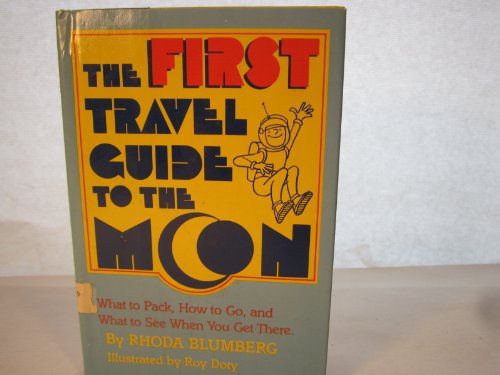 THE FIRST
TRAVEL
GUIDE
TO THE
MOON
What to Pack, How to Go, and
What to See When You Get There.
By RHODA BLUMBERG
Illustrated by Roy Doty